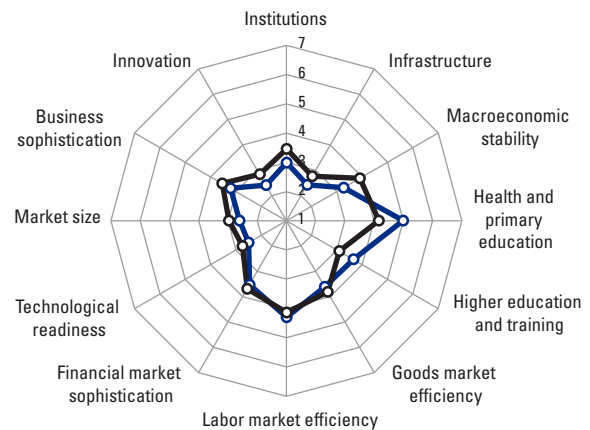 Institutions
7
6
5
4
3
2
1
Infrastructure
Macroeconomic
stability
Health and
primary
education
Higher education
and training
Goods market
efficiency
Labor market efficiency
Financial market
sophistication
Technological
readiness
Market size
Business
sophistication
Innovation